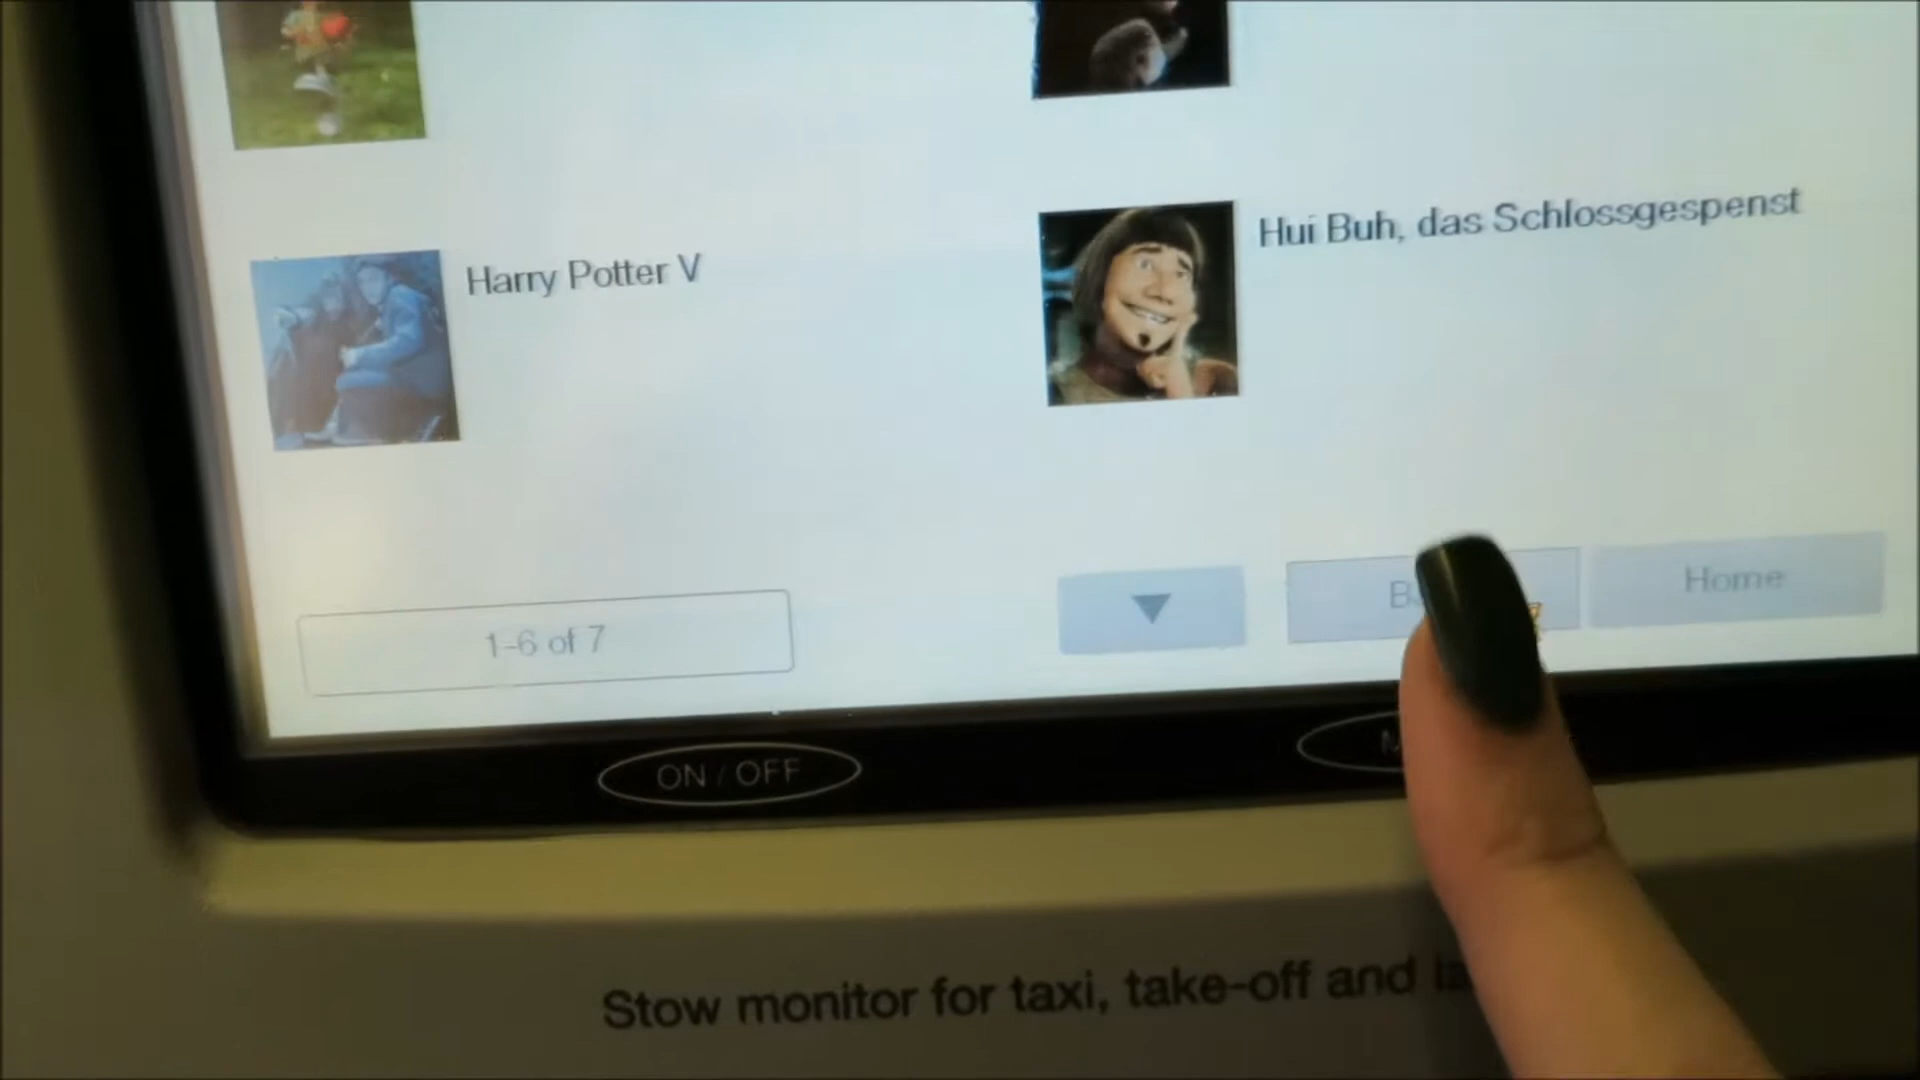 Hui Buh, das Schlossgespenst
Harry Potter V
1-6 of 7
Home
ON / OFF
Stow monitor for taxi, take-off and